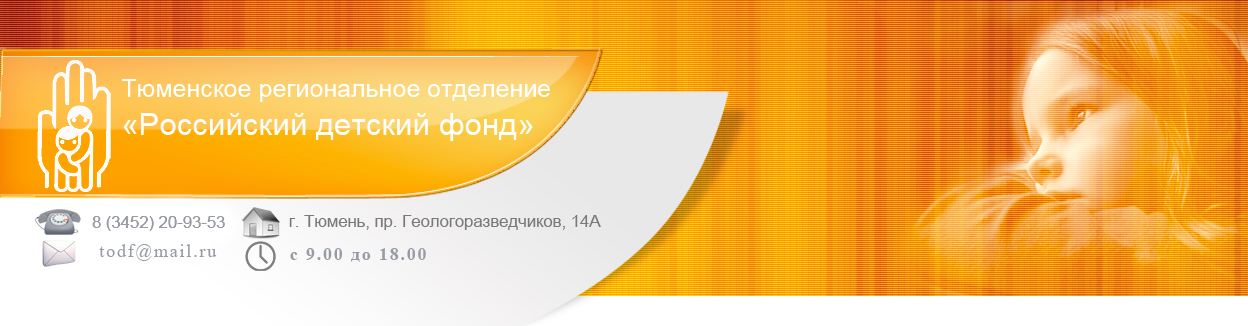 Тюменское региональное отделение
«Российский детский фонд»
8 (3452) 20-93-53
г. Тюмень, пр. Геологоразведчиков, 14А
todf@mail.ru
с 9.00 до 18.00